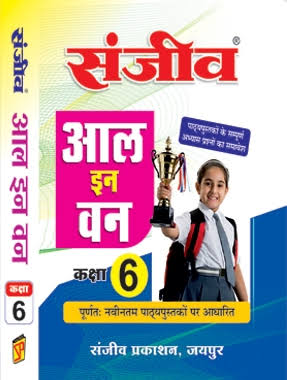 संजीव®
पाठ्यपुस्तकों के सम्पूर्ण
अभ्यास प्रश्नों का समावेश
आल
इन
वन
कक्षा 6
पूर्णतः नवीनतम पाठ्यपुस्तकों पर आधारित
संजीव प्रकाशन, जयपुर
संजीव
आल इन वन
कक्षा
6
SP